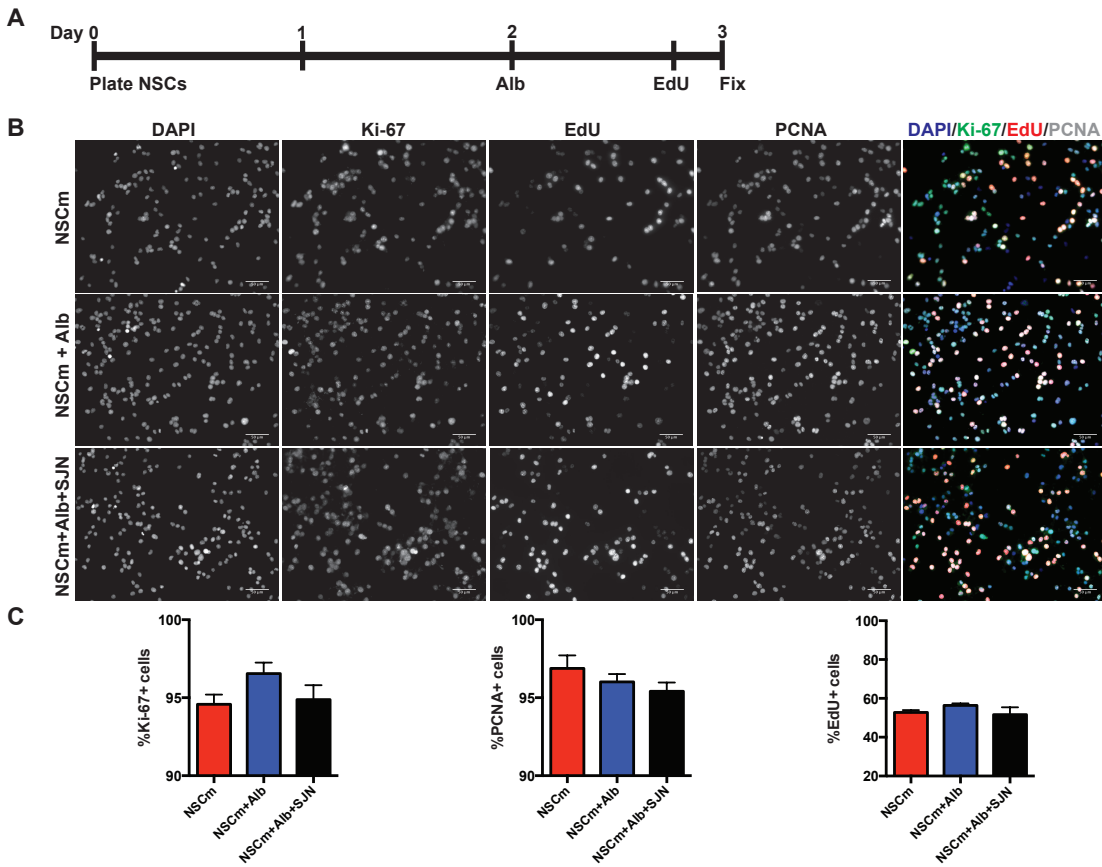 A
Day 0 1 2 3
Plate NSCs Alb EdU Fix
B
DAPI Ki-67 EdU PCNA DAPI/Ki-67/EdU/PCNA
NSCm
NSCm + Alb
NSCm+Alb+SJN
C
%Ki-67+ cells
100
95
90
NSCm
NSCm+Alb
NSCm+Alb+SJN
%PCNA+ cells
100
95
90
NSCm
NSCm+Alb
NSCm+Alb+SJN
%EdU+ cells
100
80
60
40
20
NSCm
NSCm+Alb
NSCm+Alb+SJN